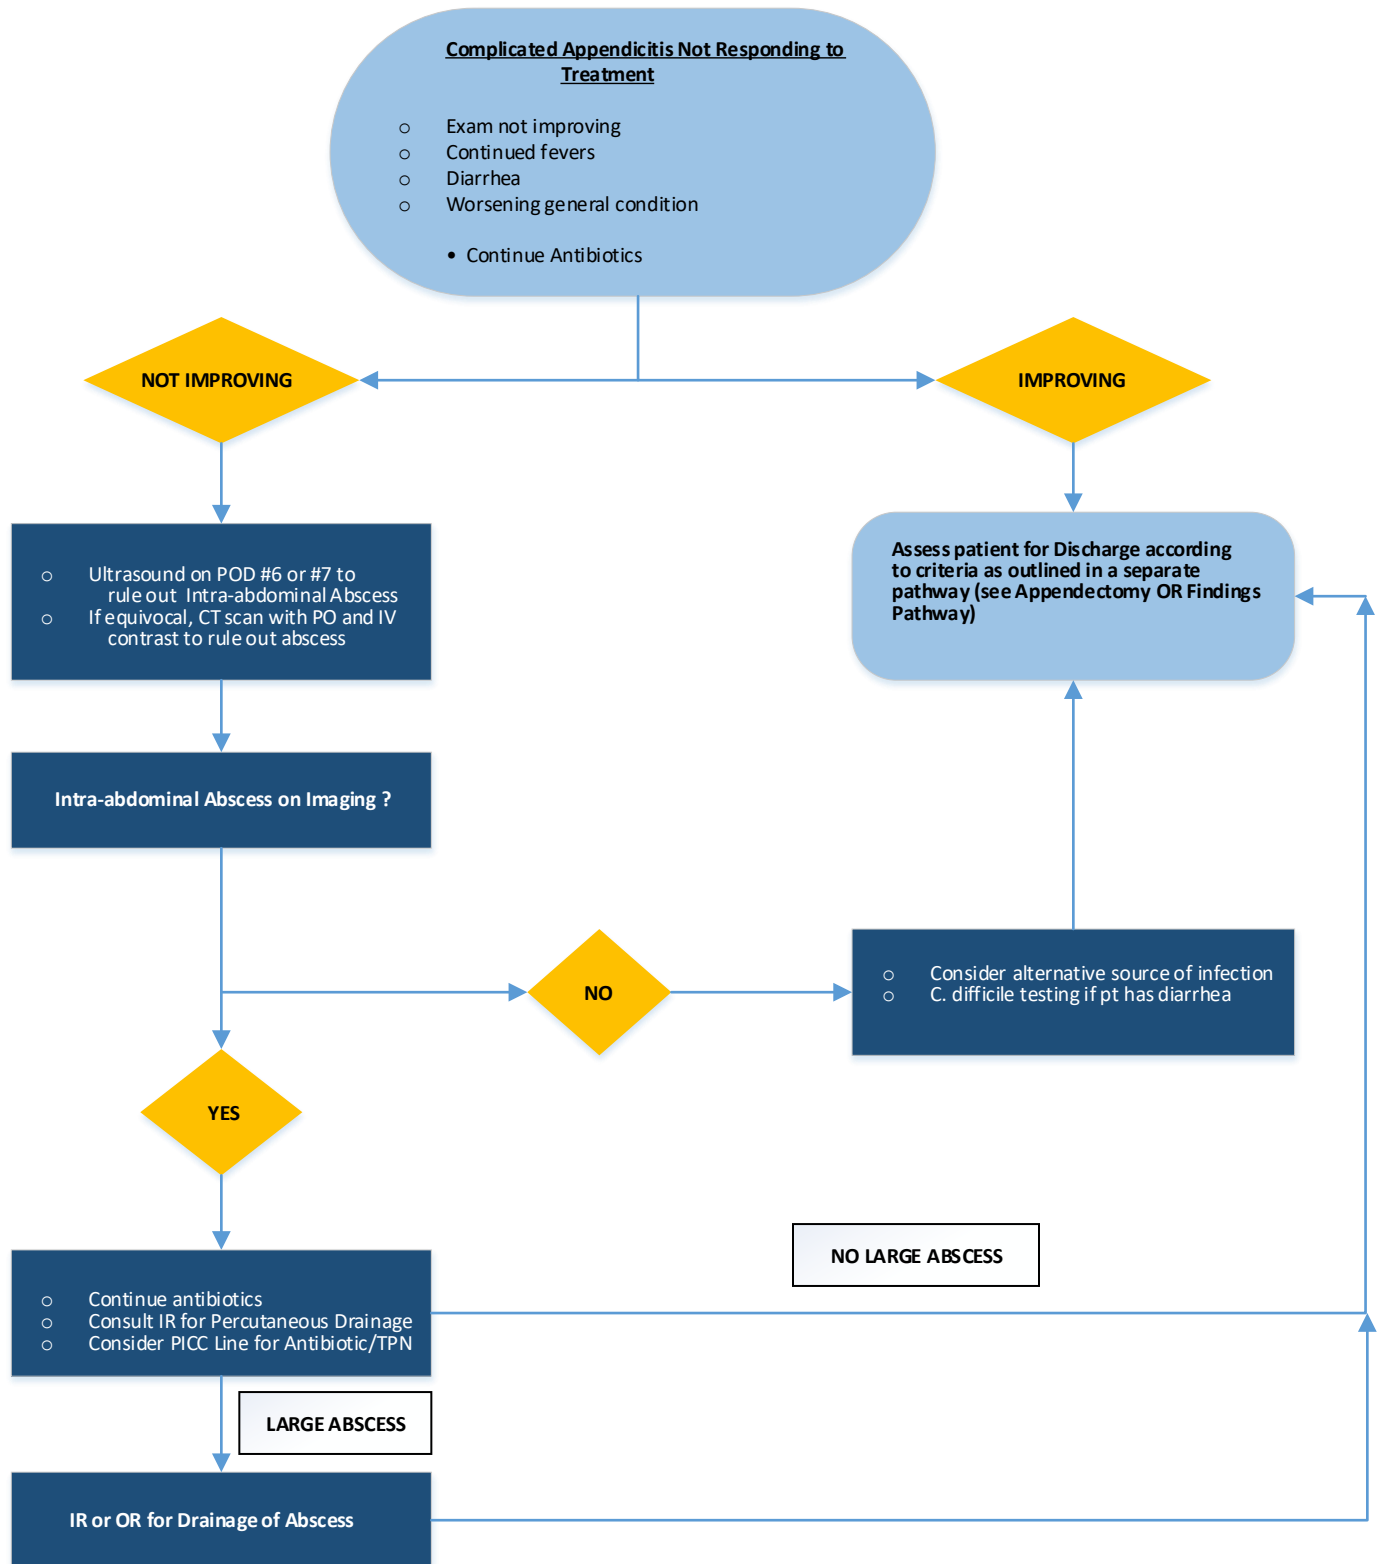 Complicated Appendicitis Not Responding to
Treatment
o Exam not improving
o Continued fevers
o Diarrhea
o Worsening general condition
• Continue Antibiotics
NOT IMPROVING
IMPROVING
o Ultrasound on POD #6 or #7 to
rule out Intra-abdominal Abscess
o If equivocal, CT scan with PO and IV
contrast to rule out abscess
Assess patient for Discharge according
to criteria as outlined in a separate
pathway (see Appendectomy OR Findings
Pathway)
Intra-abdominal Abscess on Imaging ?
NO
o Consider alternative source of infection
o C. difficile testing if pt has diarrhea
YES
NO LARGE ABSCESS
o Continue antibiotics
o Consult IR for Percutaneous Drainage
o Consider PICC Line for Antibiotic/TPN
LARGE ABSCESS
IR or OR for Drainage of Abscess